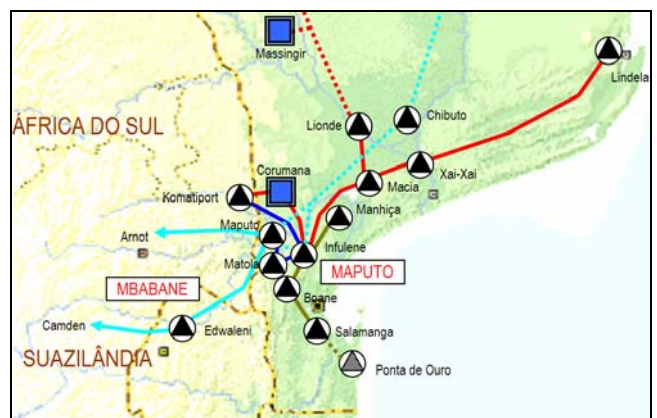 Massingir
Lindela
Chibuto
Lionde
ÁFRICA DO SUL
Corumana
Xai-Xai
Macia
Komatiport
Manhiça
Maputo
Arnot
Infulene
Matola
MAPUTO
MBABANE
Boane
Camden
Edwaleni
Salamanga
SUAZILÂNDIA
Ponta de Ouro